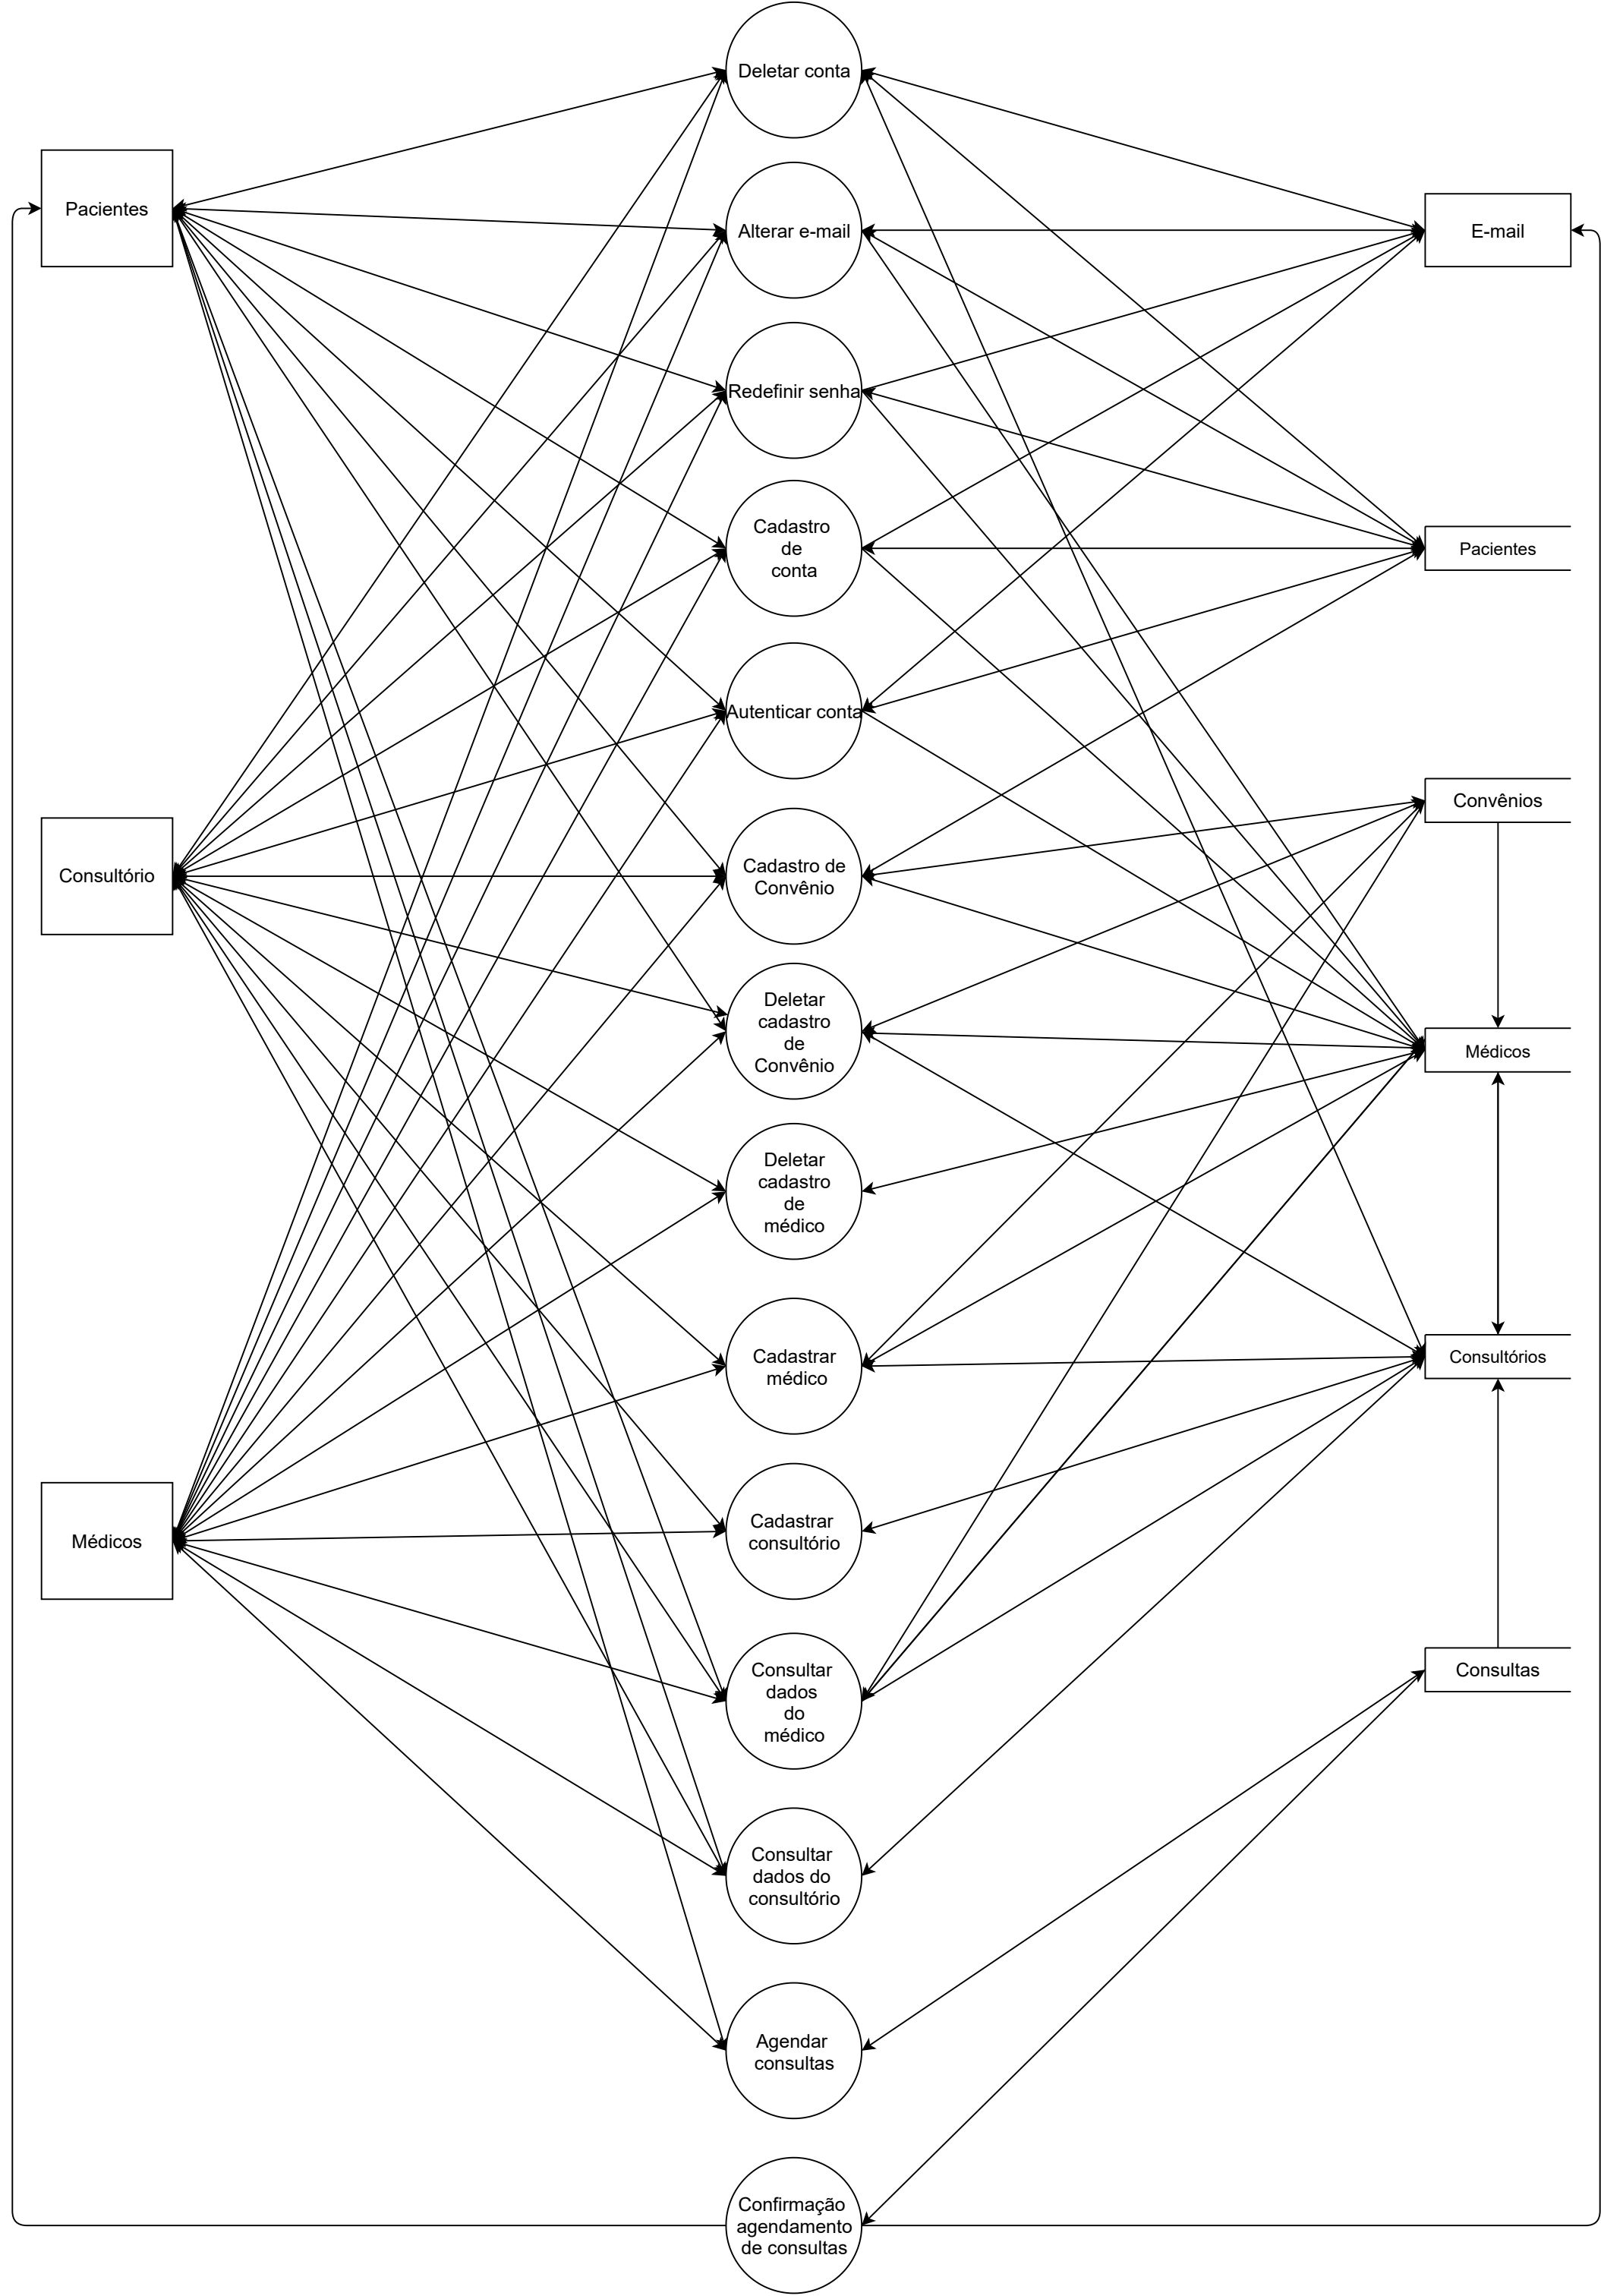 Deletar conta
Pacientes
Alterar e-mail
E-mail
Redefinir senha
Cadastro
de
conta
Pacientes
Autenticar conta
Convênios
Consultório
Cadastro de
Convênio
Deletar
cadastro
de
Convênio
Médicos
Deletar
cadastro
de
médico
Cadastrar
médico
Consultórios
Médicos
Cadastrar
consultório
Consultar
dados
do
médico
Consultas
Consultar
dados do
consultório
Agendar
consultas
Confirmação
agendamento
de consultas